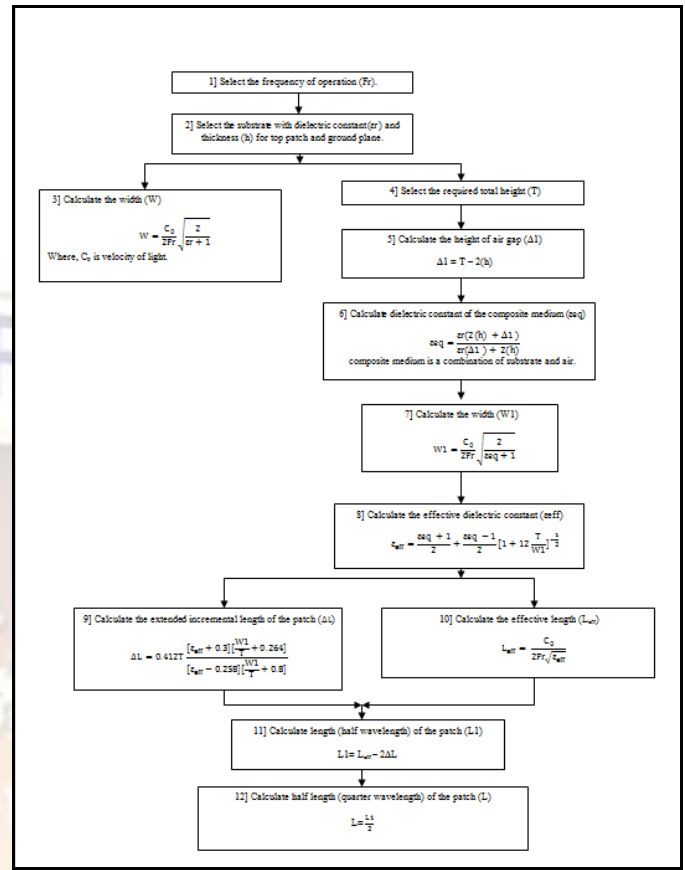 1] Select the frequency of operation (Fr).
2] Select the substrate with dielectric constant(εr) and
thickness (h) for top patch and ground plane.
3] Calculate the width (W)
W = C₀/2Fr √(2/εr + 1)
Where, C₀ is velocity of light.
4] Select the required total height (T)
5] Calculate the height of air gap (Δ1)
Δ1 = T – 2(h)
6] Calculate dielectric constant of the composite medium (εeq)
εeq = εr(2(h) + Δ1)/εr(Δ1) + 2(h)
composite medium is a combination of substrate and air.
7] Calculate the width (W1)
W1 = C₀/2Fr √(2/εeq + 1)
8] Calculate the effective dielectric constant (εeff)
εeff = εeq + 1/2 + εeq − 1/2 [1 + 12 T/W1]^-1/2
9] Calculate the extended incremental length of the patch (ΔL)
ΔL = 0.412T [εeff + 0.3][W1/T + 0.264]/[εeff − 0.258][W1/T + 0.8]
10] Calculate the effective length (Leff)
Leff = C₀/2Fr√εeff
11] Calculate length (half wavelength) of the patch (L1)
L1= Leff – 2ΔL
12] Calculate half length (quarter wavelength) of the patch (L)
L=L1/2